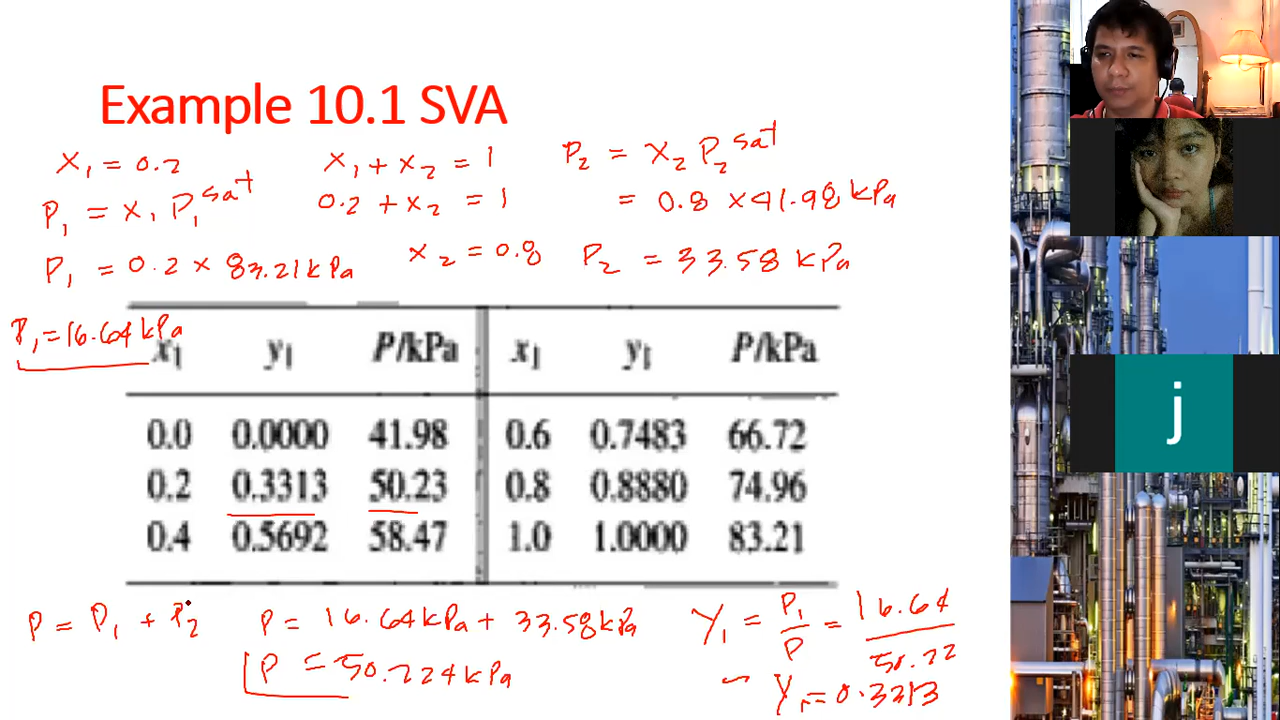 Example 10.1 SVA
x₁ = 0.2
x₁ + x₂ = 1
P₂ = x₂ P₂ˢᵃᵗ
P₁ = x₁ P₁ˢᵃᵗ
0.2 + x₂ = 1
= 0.8 × 41.98 kPa
P₁ = 0.2 × 83.21 kPa
x₂ = 0.8
P₂ = 33.58 kPa
P₁ = 16.64 kPa
x₁ y₁ P/kPa x₁ y₁ P/kPa
0.0 0.0000 41.98 0.6 0.7483 66.72
0.2 0.3313 50.23 0.8 0.8880 74.96
0.4 0.5692 58.47 1.0 1.0000 83.21
P = P₁ + P₂
P = 16.64 kPa + 33.58 kPa
P = 50.224 kPa
Y₁ = P₁/P = 16.64/50.22
Y₁ = 0.3313
j